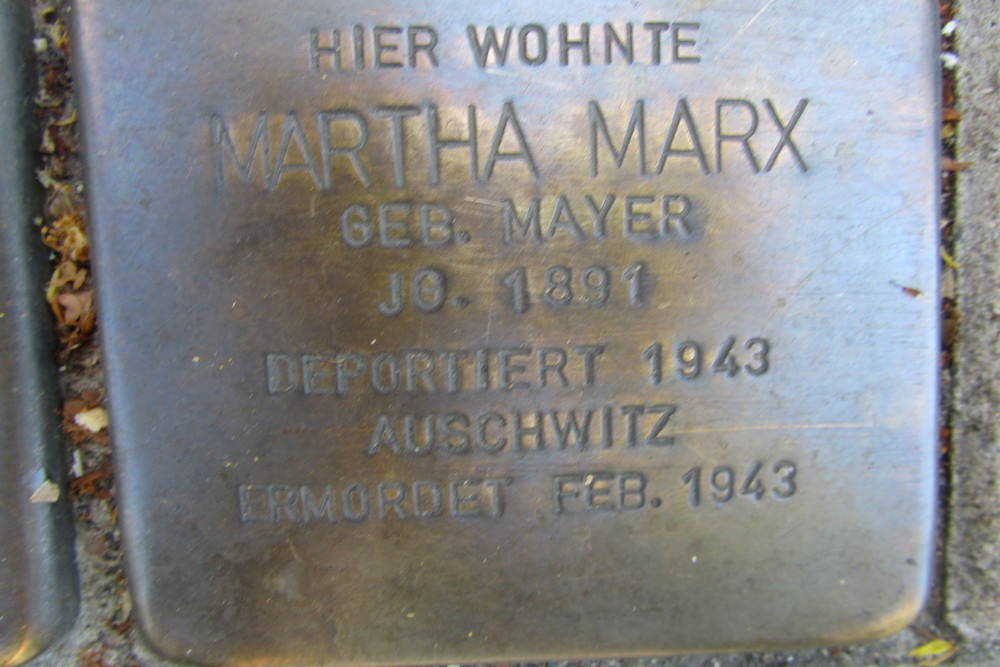 HIER WOHNTE
MARTHA MARX
GEB. MAYER
JG. 1891
DEPORTIERT 1943
AUSCHWITZ
ERMORDET FEB. 1943